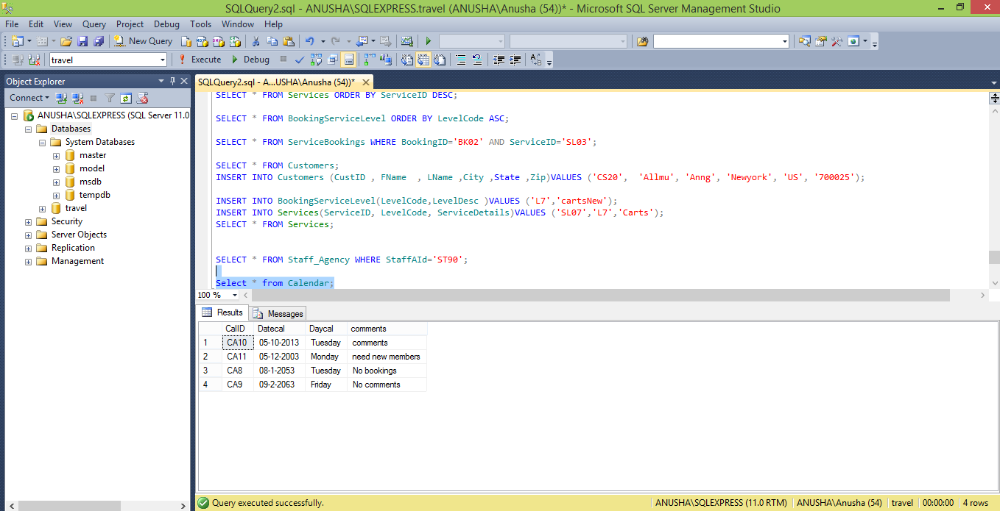 SQLQuery2.sql - ANUSHA\SQLEXPRESS.travel (ANUSHA\Anusha (54))* - Microsoft SQL Server Management Studio
File Edit View Query Project Debug Tools Window Help
New Query
travel Execute Debug
Object Explorer
Connect
ANUSHA\SQLEXPRESS (SQL Server 11.0
Databases
System Databases
master
model
msdb
tempdb
travel
Security
Server Objects
Replication
Management
SQLQuery2.sql - A...USHA\Anusha (54))*
SELECT * FROM Services ORDER BY ServiceID DESC;
SELECT * FROM BookingServiceLevel ORDER BY LevelCode ASC;
SELECT * FROM ServiceBookings WHERE BookingID='BK02' AND ServiceID='SL03';
SELECT * FROM Customers;
INSERT INTO Customers (CustID , FName  , LName ,City ,State ,Zip)VALUES ('CS20',  'Allmu', 'Anng', 'Newyork', 'US', '700025');
INSERT INTO BookingServiceLevel(LevelCode,LevelDesc )VALUES ('L7','cartsNew');
INSERT INTO Services(ServiceID, LevelCode, ServiceDetails)VALUES ('SL07','L7','Carts');
SELECT * FROM Services;
SELECT * FROM Staff_Agency WHERE StaffAId='ST90';
Select * from Calendar;
100 %
Results Messages
CalID Datecal Daycal comments
1 CA10 05-10-2013 Tuesday comments
2 CA11 05-12-2003 Monday need new members
3 CA8 08-1-2053 Tuesday No bookings
4 CA9 09-2-2063 Friday No comments
Query executed successfully. ANUSHA\SQLEXPRESS (11.0 RTM) ANUSHA\Anusha (54) travel 00:00:00 4 rows